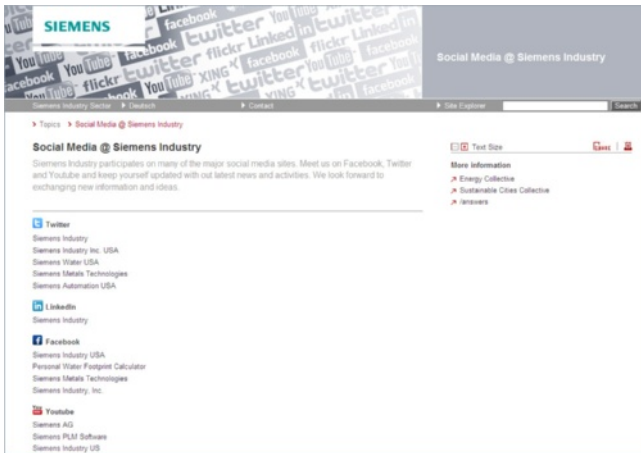 SIEMENS
Social Media @ Siemens Industry
Siemens Industry Sector
Deutsch
Contact
Site Explorer
Search
Topics
Social Media @ Siemens Industry
Social Media @ Siemens Industry
Siemens Industry participates on many of the major social media sites. Meet us on Facebook, Twitter
and Youtube and keep yourself updated with out latest news and activities. We look forward to
exchanging new information and ideas.
Twitter
Siemens Industry
Siemens Industry Inc. USA
Siemens Water USA
Siemens Metals Technologies
Siemens Automation USA
LinkedIn
Siemens Industry
Facebook
Siemens Industry USA
Personal Water Footprint Calculator
Siemens Metals Technologies
Siemens Industry, Inc.
Youtube
Siemens AG
Siemens PLM Software
Siemens Industry US
Text Size
More information
Energy Collective
Sustainable Cities Collective
/answers